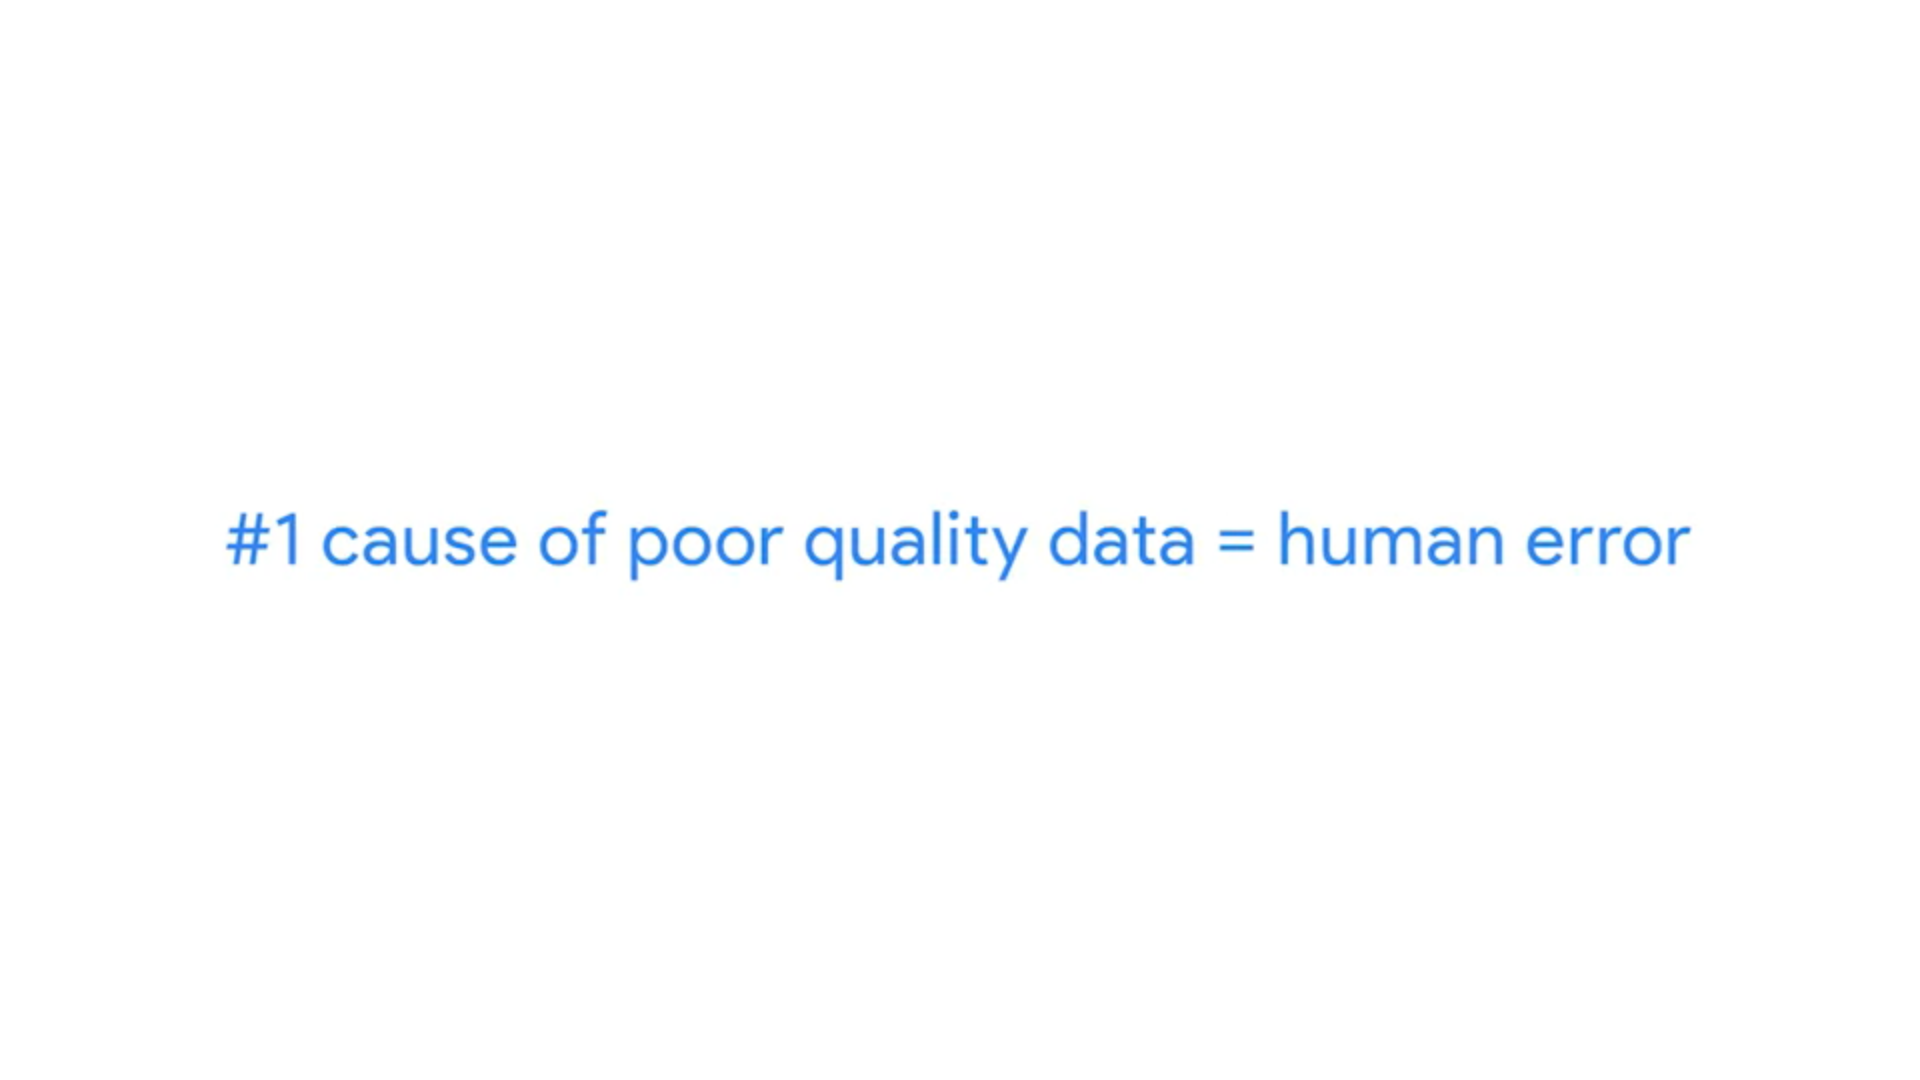 #1 cause of poor quality data = human error